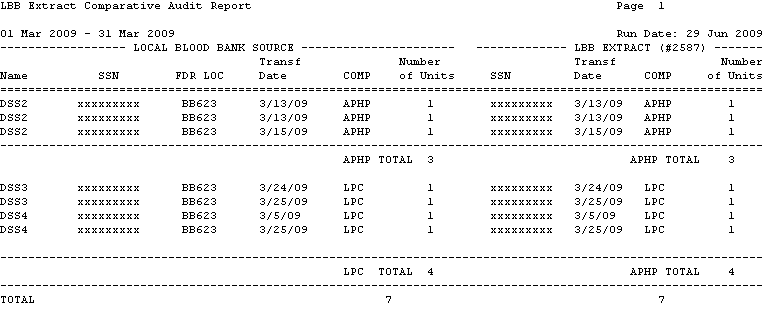 LBB Extract Comparative Audit Report Page 1
01 Mar 2009 - 31 Mar 2009 Run Date: 29 Jun 2009
------------------ LOCAL BLOOD BANK SOURCE ---------------------- ------------- LBB EXTRACT (#2587) -------
Transf Number Transf Number
Name SSN FDR LOC Date COMP of Units SSN Date COMP of Units
=============================================================================================================
DSS2 xxxxxxxxx BB623 3/13/09 APHP 1 xxxxxxxxx 3/13/09 APHP 1
DSS2 xxxxxxxxx BB623 3/13/09 APHP 1 xxxxxxxxx 3/13/09 APHP 1
DSS2 xxxxxxxxx BB623 3/15/09 APHP 1 xxxxxxxxx 3/15/09 APHP 1
-------------------------------------------------------------------------------------------------------------
APHP TOTAL 3 APHP TOTAL 3
DSS3 xxxxxxxxx BB623 3/24/09 LPC 1 xxxxxxxxx 3/24/09 LPC 1
DSS3 xxxxxxxxx BB623 3/25/09 LPC 1 xxxxxxxxx 3/25/09 LPC 1
DSS4 xxxxxxxxx BB623 3/5/09 LPC 1 xxxxxxxxx 3/5/09 LPC 1
DSS4 xxxxxxxxx BB623 3/25/09 LPC 1 xxxxxxxxx 3/25/09 LPC 1
-------------------------------------------------------------------------------------------------------------
LPC TOTAL 4 APHP TOTAL 4
-------------------------------------------------------------------------------------------------------------
TOTAL 7 7